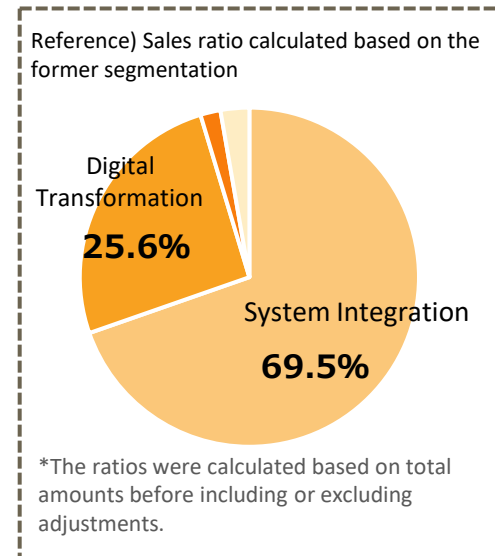 Reference) Sales ratio calculated based on the
former segmentation
Digital
Transformation
25.6%
System Integration
69.5%
*The ratios were calculated based on total
amounts before including or excluding
adjustments.